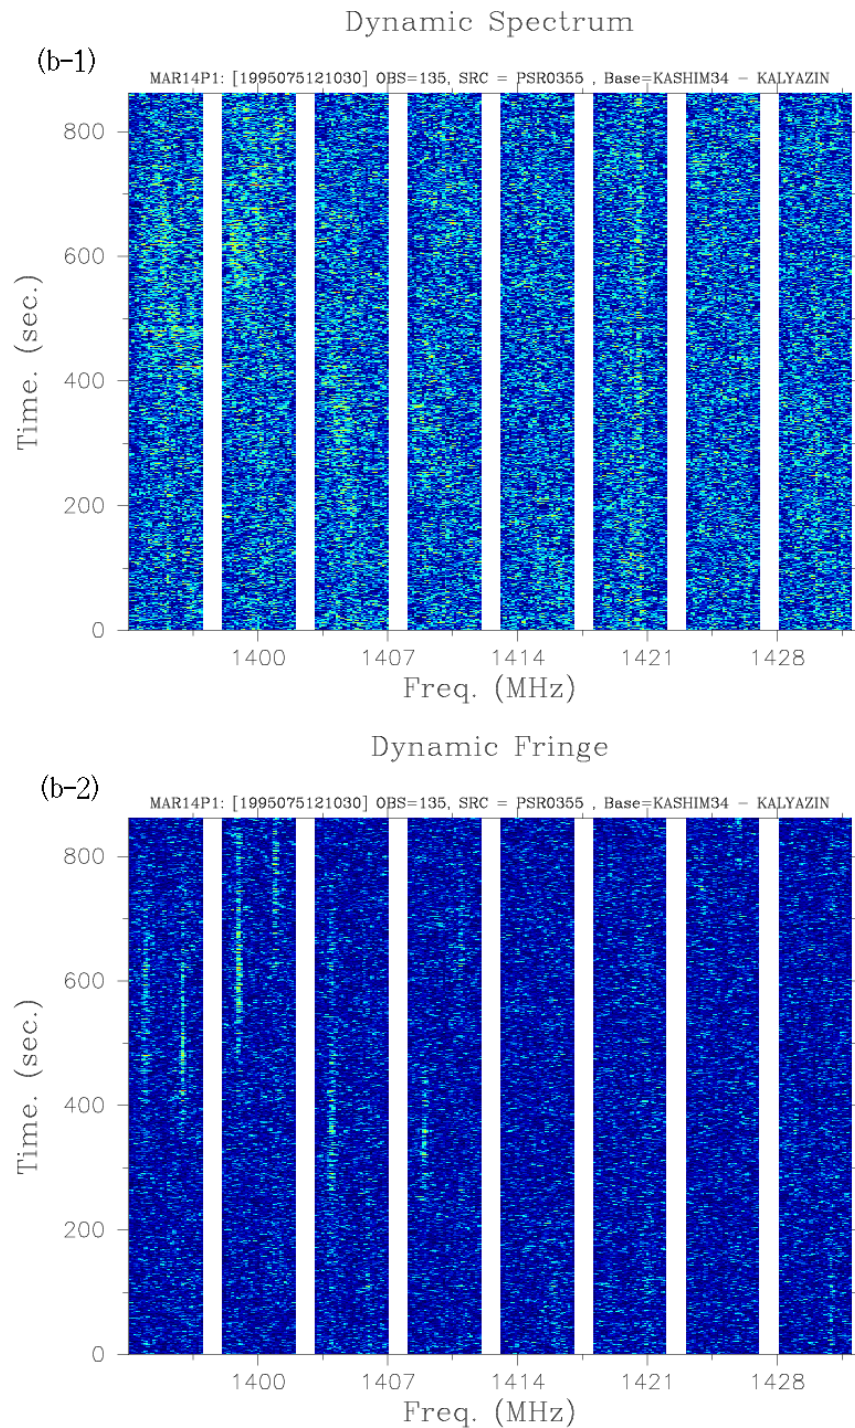 Dynamic Spectrum
(b-1)
MAR14P1: [1995075121030] OBS=135, SRC = PSR0355 , Base=KASHIM34 - KALYAZIN
800
600
400
200
0
Time. (sec.)
1400 1407 1414 1421 1428
Freq. (MHz)
Dynamic Fringe
(b-2)
MAR14P1: [1995075121030] OBS=135, SRC = PSR0355 , Base=KASHIM34 - KALYAZIN
800
600
400
200
0
Time. (sec.)
1400 1407 1414 1421 1428
Freq. (MHz)